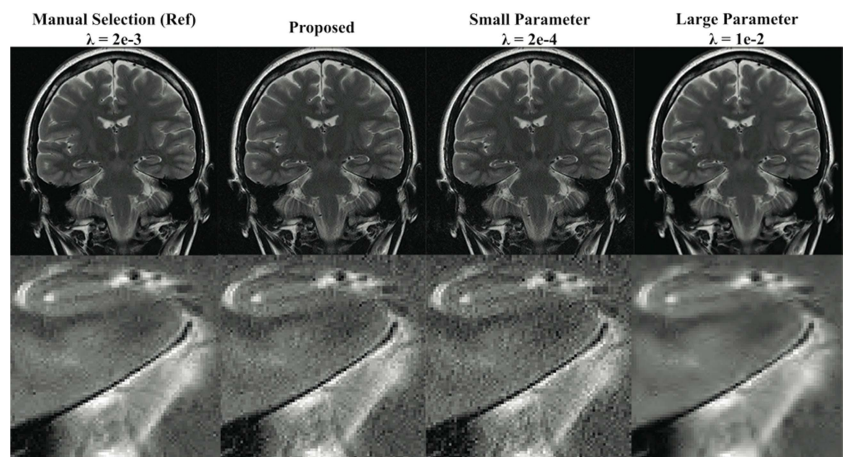 Manual Selection (Ref)
λ = 2e-3
Proposed
Small Parameter
λ = 2e-4
Large Parameter
λ = 1e-2